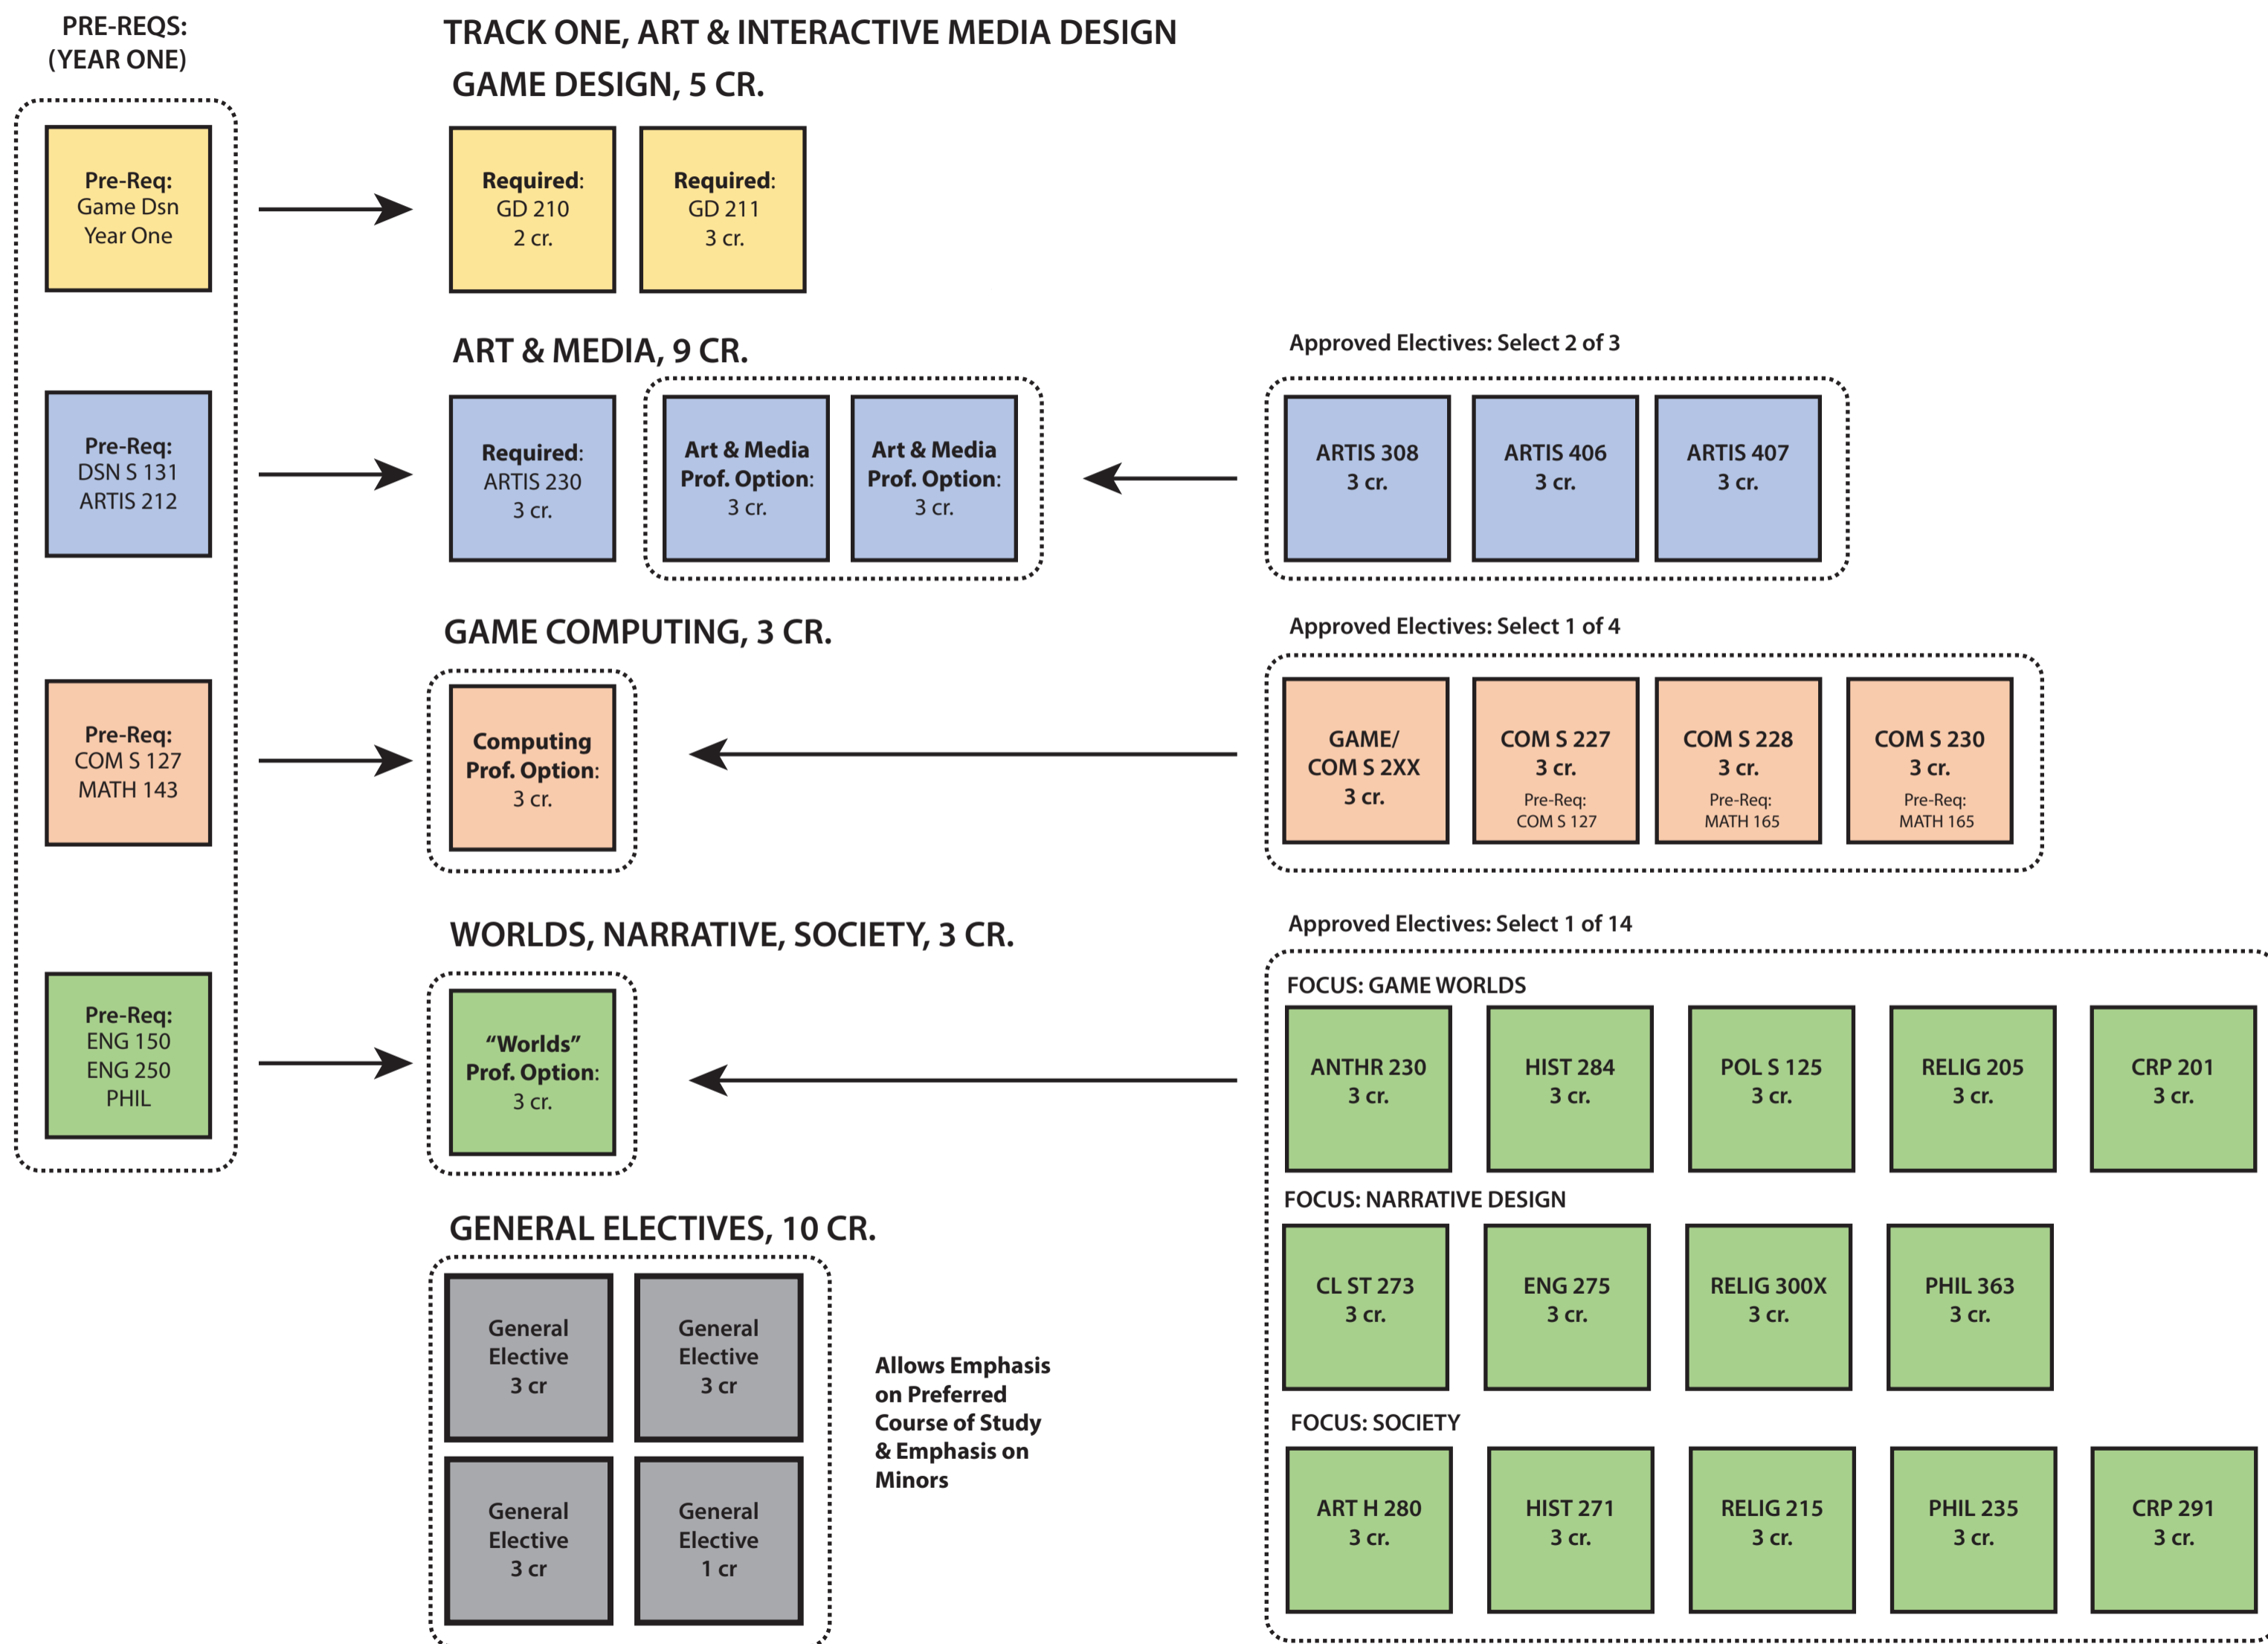 PRE-REQS:
(YEAR ONE)
Pre-Req:
Game Dsn
Year One
Pre-Req:
DSN S 131
ARTIS 212
Pre-Req:
COM S 127
MATH 143
Pre-Req:
ENG 150
ENG 250
PHIL
TRACK ONE, ART & INTERACTIVE MEDIA DESIGN
GAME DESIGN, 5 CR.
Required:
GD 210
2 cr.
Required:
GD 211
3 cr.
ART & MEDIA, 9 CR.
Required:
ARTIS 230
3 cr.
Art & Media
Prof. Option:
3 cr.
Art & Media
Prof. Option:
3 cr.
Approved Electives: Select 2 of 3
ARTIS 308
3 cr.
ARTIS 406
3 cr.
ARTIS 407
3 cr.
GAME COMPUTING, 3 CR.
Computing
Prof. Option:
3 cr.
Approved Electives: Select 1 of 4
GAME/
COM S 2XX
3 cr.
COM S 227
3 cr.
Pre-Req:
COM S 127
COM S 228
3 cr.
Pre-Req:
MATH 165
COM S 230
3 cr.
Pre-Req:
MATH 165
WORLDS, NARRATIVE, SOCIETY, 3 CR.
“Worlds”
Prof. Option:
3 cr.
Approved Electives: Select 1 of 14
FOCUS: GAME WORLDS
ANTHR 230
3 cr.
HIST 284
3 cr.
POL S 125
3 cr.
RELIG 205
3 cr.
CRP 201
3 cr.
FOCUS: NARRATIVE DESIGN
CL ST 273
3 cr.
ENG 275
3 cr.
RELIG 300X
3 cr.
PHIL 363
3 cr.
FOCUS: SOCIETY
ART H 280
3 cr.
HIST 271
3 cr.
RELIG 215
3 cr.
PHIL 235
3 cr.
CRP 291
3 cr.
GENERAL ELECTIVES, 10 CR.
General
Elective
3 cr
General
Elective
3 cr
General
Elective
3 cr
General
Elective
1 cr
Allows Emphasis
on Preferred
Course of Study
& Emphasis on
Minors